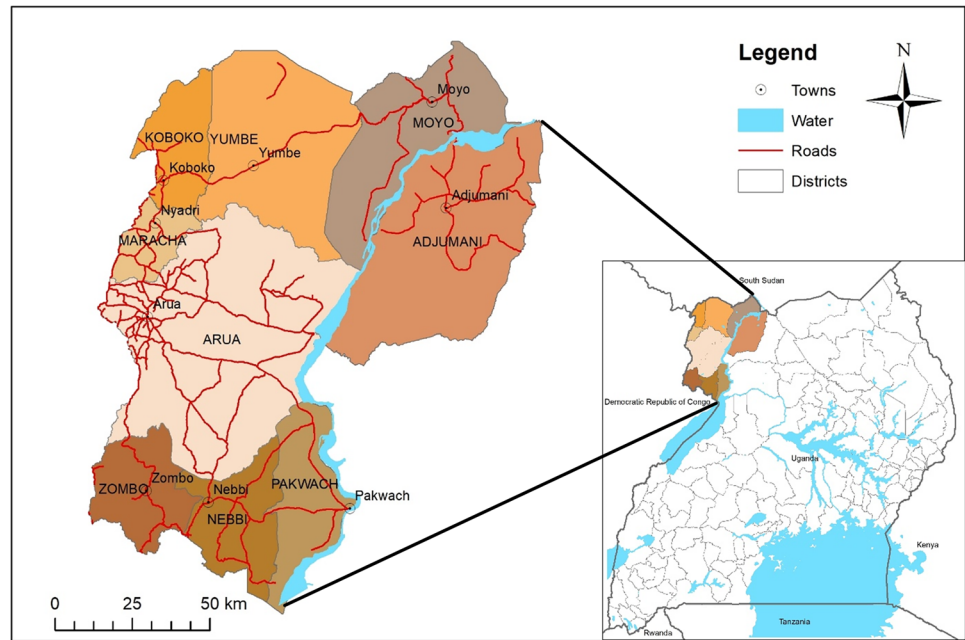 Legend
N
Towns
Water
Roads
Districts
Moyo
MOYO
KOBOKO
YUMBE
Yumbe
Koboko
Nyadri
MARACHA
Adjumani
ADJUMANI
Arua
ARUA
Zombo
ZOMBO
Nebbi
NEBBI
PAKWACH
Pakwach
0 25 50 km
South Sudan
Democratic Republic of Congo
Uganda
Kenya
Tanzania
Rwanda